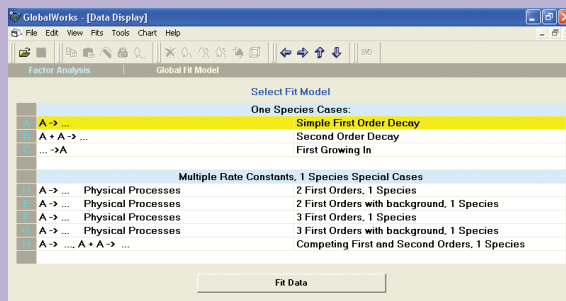 GlobalWorks - [Data Display]
File Edit View Fits Tools Chart Help
SVD
Factor Analysis Global Fit Model
Select Fit Model
One Species Cases:
A A -> ... Simple First Order Decay
B A + A -> ... Second Order Decay
C ... ->A First Growing In
Multiple Rate Constants, 1 Species Special Cases
D A -> ... Physical Processes 2 First Orders, 1 Species
E A -> ... Physical Processes 2 First Orders with background, 1 Species
F A -> ... Physical Processes 3 First Orders, 1 Species
G A -> ... Physical Processes 3 First Orders with background, 1 Species
H A -> ..., A + A -> ... Competing First and Second Orders, 1 Species
Fit Data